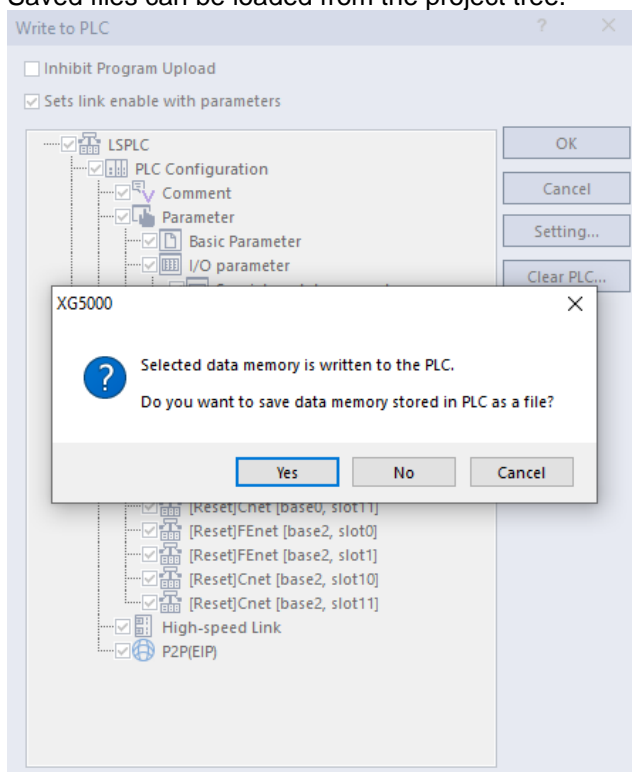 Saved files can be loaded from the project tree.
Write to PLC
Inhibit Program Upload
Sets link enable with parameters
LSPLC
OK
PLC Configuration
Comment
Cancel
Parameter
Basic Parameter
Setting...
I/O parameter
Clear PLC...
XG5000
Selected data memory is written to the PLC.
Do you want to save data memory stored in PLC as a file?
Yes No Cancel
[Reset]Cnet [base0, slot11]
[Reset]FEnet [base2, slot0]
[Reset]FEnet [base2, slot1]
[Reset]Cnet [base2, slot10]
[Reset]Cnet [base2, slot11]
High-speed Link
P2P(EIP)